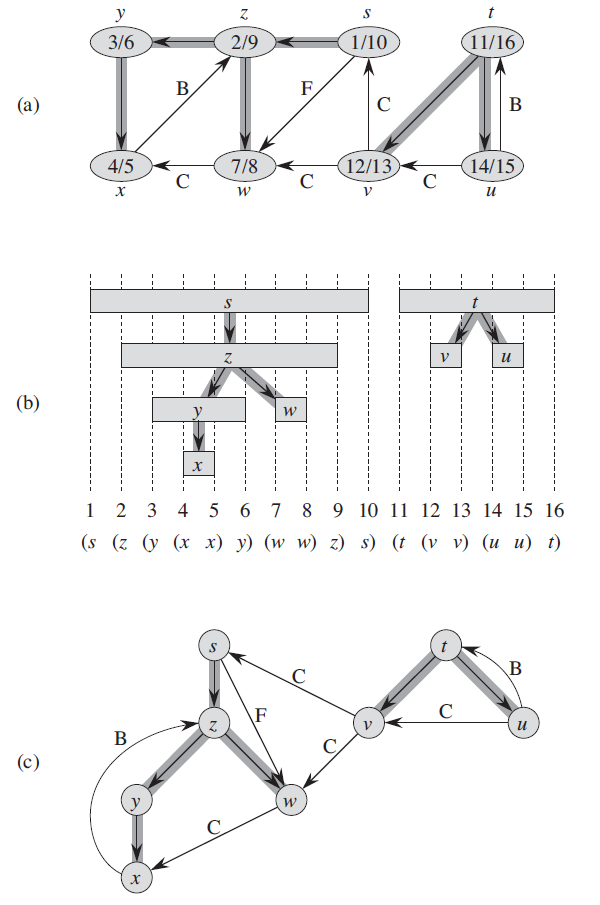 y z s t
3/6 2/9 1/10 11/16
B F C B
(a)
4/5 7/8 12/13 14/15
C C C
x w v u
s t
z v u
(b)
y w
x
1 2 3 4 5 6 7 8 9 10 11 12 13 14 15 16
(s (z (y (x x) y) (w w) z) s) (t (v v) (u u) t)
s t
C B
F C
B z v u
C
(c)
y w
C
x